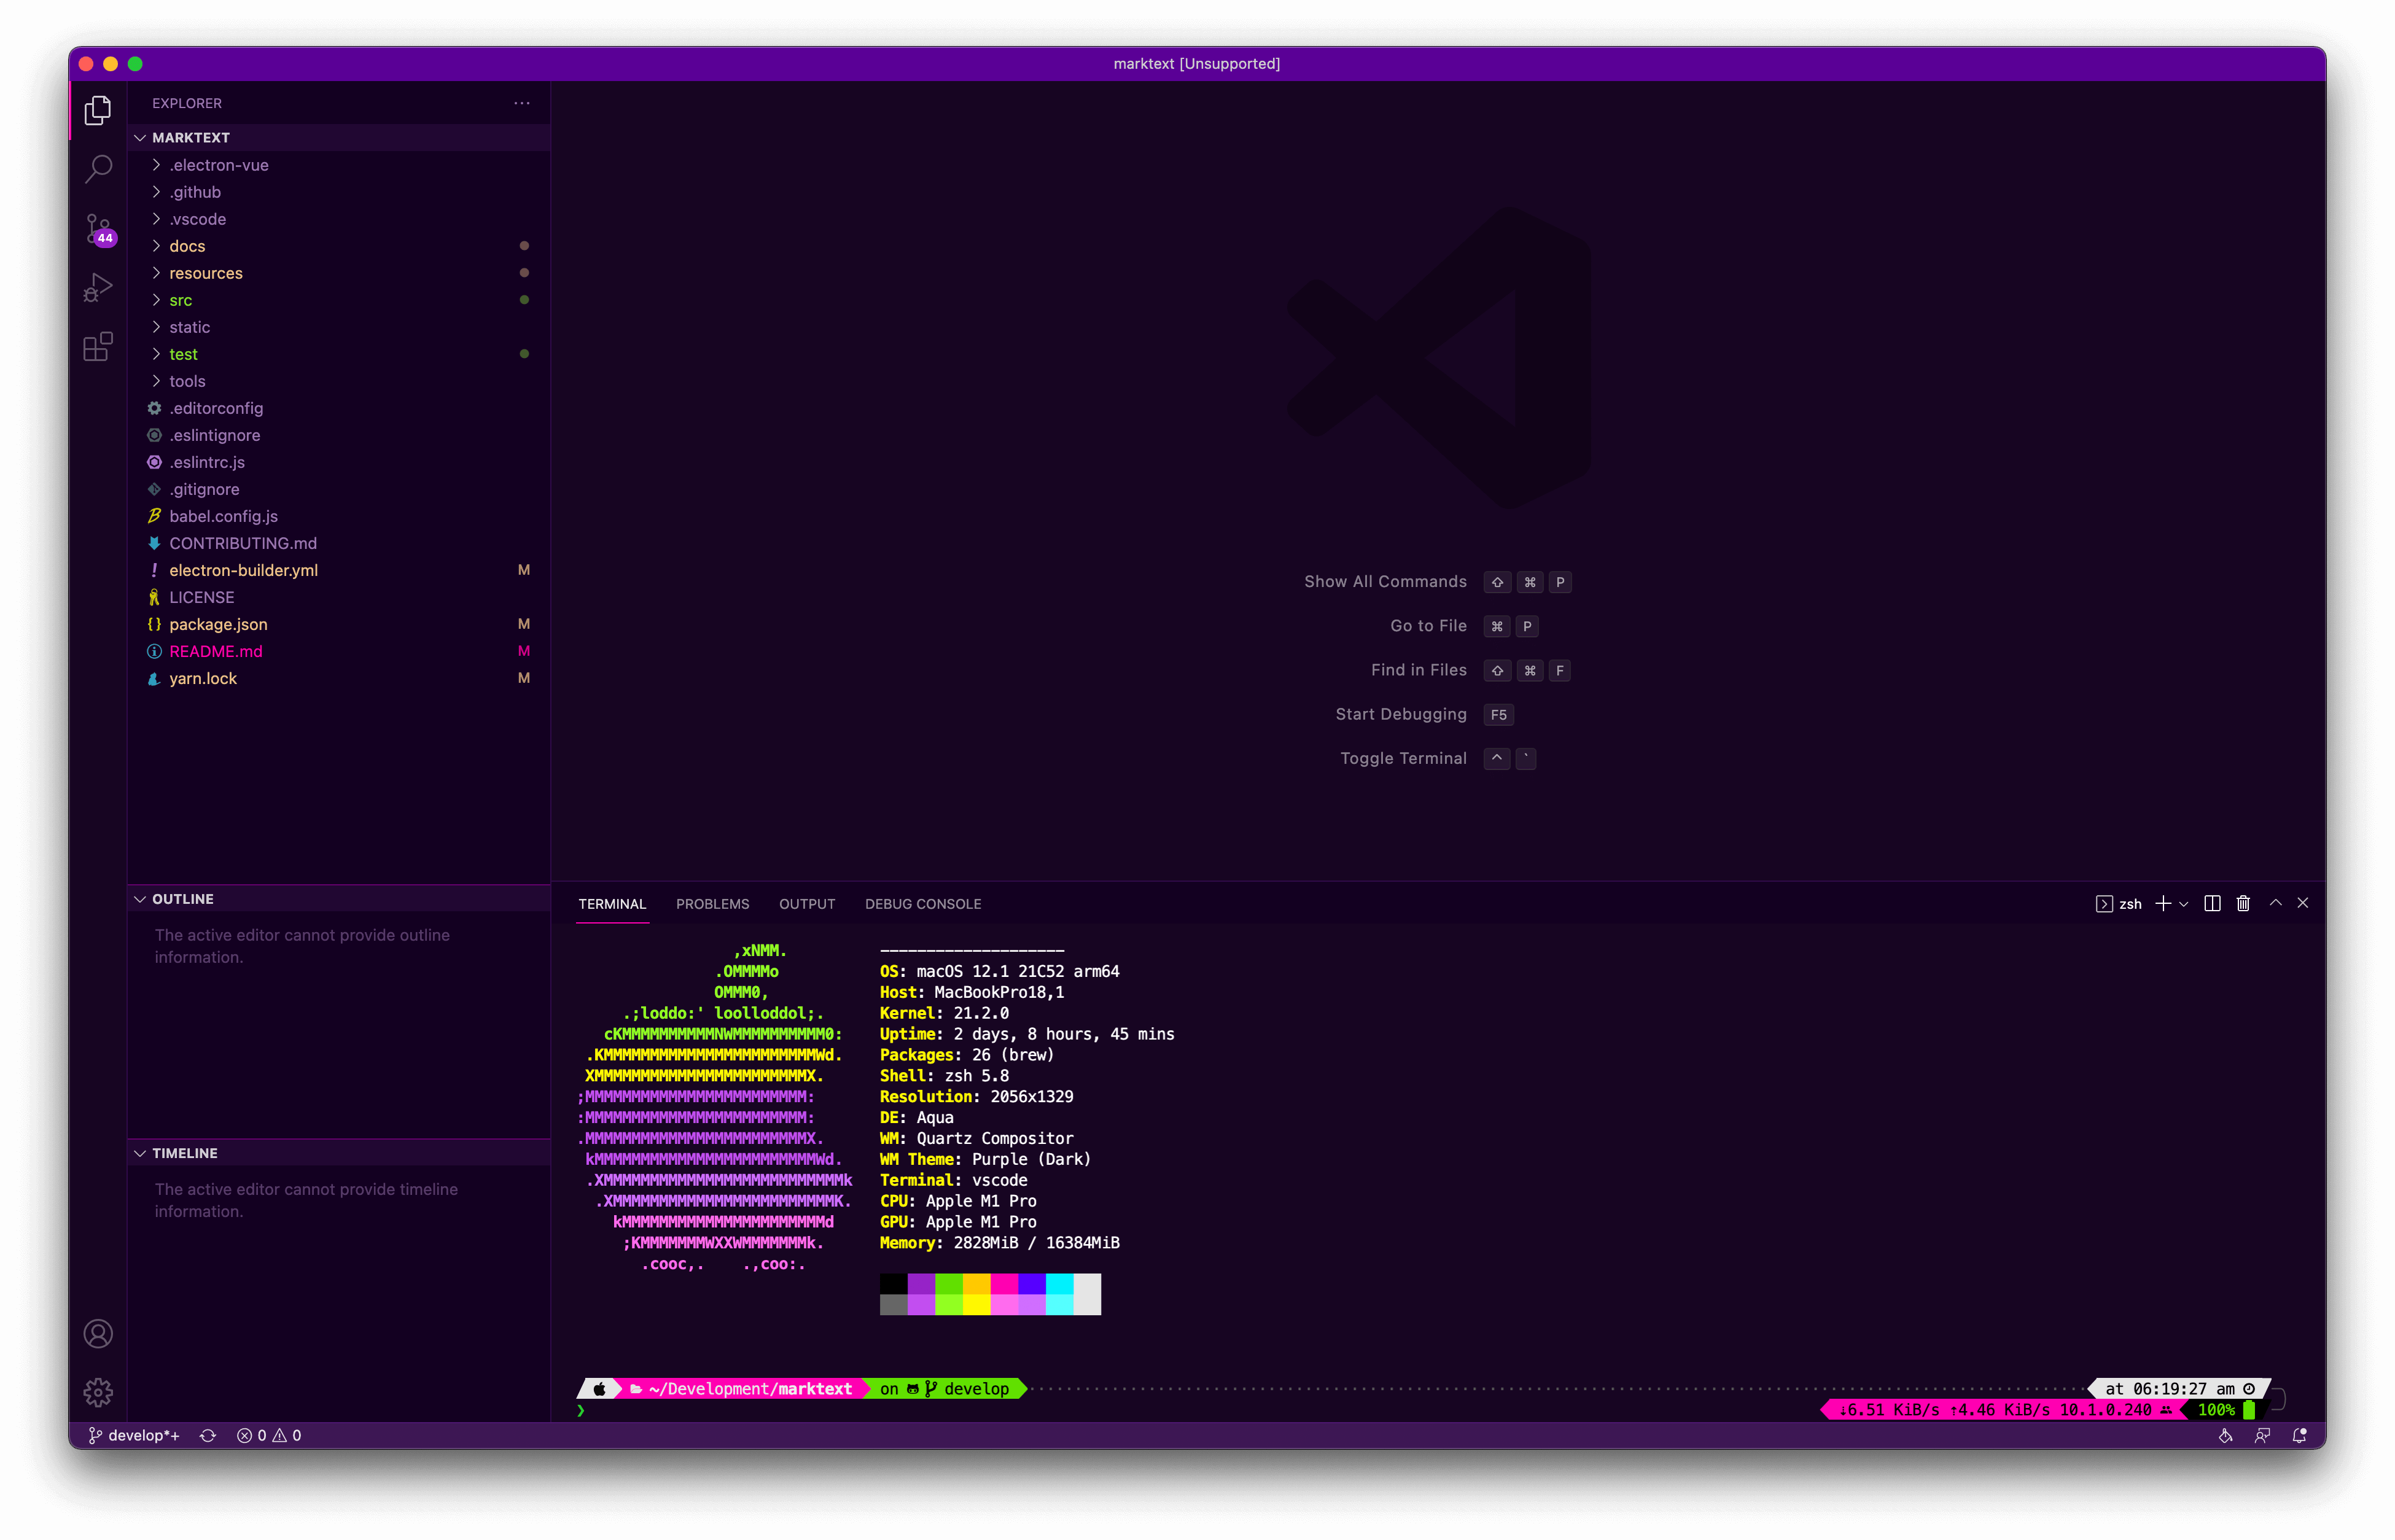 marktext [Unsupported]
EXPLORER
MARKTEXT
.electron-vue
.github
.vscode
docs
resources
src
static
test
tools
.editorconfig
.eslintignore
.eslintrc.js
.gitignore
babel.config.js
CONTRIBUTING.md
electron-builder.yml M
LICENSE
package.json M
README.md M
yarn.lock M
44
OUTLINE
The active editor cannot provide outline
information.
TIMELINE
The active editor cannot provide timeline
information.
Show All Commands ⇧ ⌘ P
Go to File ⌘ P
Find in Files ⇧ ⌘ F
Start Debugging F5
Toggle Terminal ^ `
TERMINAL PROBLEMS OUTPUT DEBUG CONSOLE
zsh
,xNMM. --------------------
.OMMMMo OS: macOS 12.1 21C52 arm64
OMMM0, Host: MacBookPro18,1
.;loddo:' loolloddol;. Kernel: 21.2.0
cKMMMMMMMMMMNWMMMMMMMMMM0: Uptime: 2 days, 8 hours, 45 mins
.KMMMMMMMMMMMMMMMMMMMMMMMWd. Packages: 26 (brew)
XMMMMMMMMMMMMMMMMMMMMMMMX. Shell: zsh 5.8
;MMMMMMMMMMMMMMMMMMMMMMMM: Resolution: 2056x1329
:MMMMMMMMMMMMMMMMMMMMMMMM: DE: Aqua
.MMMMMMMMMMMMMMMMMMMMMMMMX. WM: Quartz Compositor
kMMMMMMMMMMMMMMMMMMMMMMMMWd. WM Theme: Purple (Dark)
.XMMMMMMMMMMMMMMMMMMMMMMMMMMk Terminal: vscode
.XMMMMMMMMMMMMMMMMMMMMMMMMK. CPU: Apple M1 Pro
kMMMMMMMMMMMMMMMMMMMMMMd GPU: Apple M1 Pro
;KMMMMMMMWXXWMMMMMMMk. Memory: 2828MiB / 16384MiB
.cooc,. .,coo:.
~/Development/marktext on develop at 06:19:27 am
❯ ↓6.51 KiB/s ↑4.46 KiB/s 10.1.0.240 100%
develop*+ 0 0